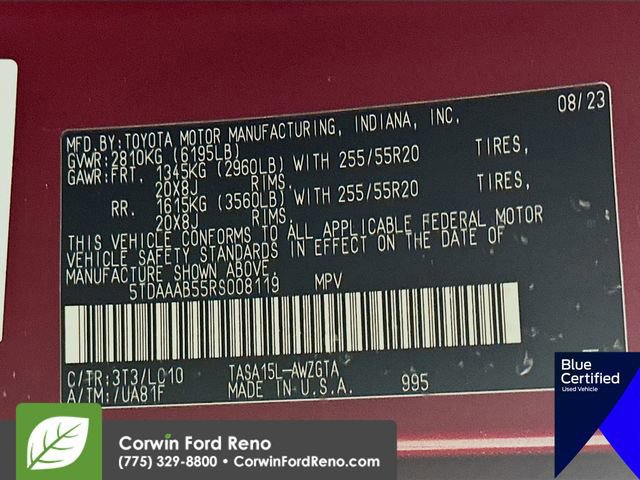 08/23
MFD.BY:TOYOTA MOTOR MANUFACTURING, INDIANA, INC.
GVWR:2810KG (6195LB)
GAWR:FRT. 1345KG (2960LB) WITH 255/55R20 TIRES,
20X8J RIMS.
RR. 1615KG (3560LB) WITH 255/55R20 TIRES,
20X8J RIMS.
THIS VEHICLE CONFORMS TO ALL APPLICABLE FEDERAL MOTOR
VEHICLE SAFETY STANDARDS IN EFFECT ON THE DATE OF
MANUFACTURE SHOWN ABOVE.
5TDAAAB55RS008119 MPV
C/TR:3T3/LC10 TASA15L-AWZGTA
A/TM:/UA81F MADE IN U.S.A. 995
Blue
Certified
Used Vehicle
Corwin Ford Reno
(775) 329-8800 • CorwinFordReno.com